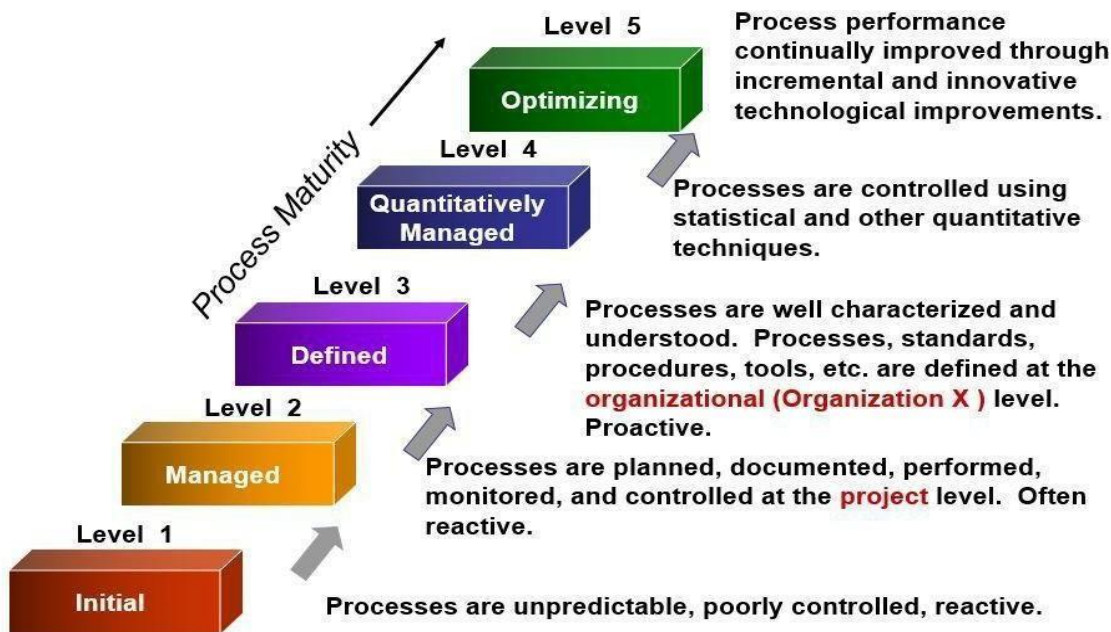 Level 5
Optimizing
Process performance
continually improved through
incremental and innovative
technological improvements.
Process Maturity
Level 4
Quantitatively
Managed
Processes are controlled using
statistical and other quantitative
techniques.
Level 3
Defined
Processes are well characterized and
understood. Processes, standards,
procedures, tools, etc. are defined at the
organizational (Organization X ) level.
Proactive.
Level 2
Managed
Processes are planned, documented, performed,
monitored, and controlled at the project level. Often
reactive.
Level 1
Initial
Processes are unpredictable, poorly controlled, reactive.